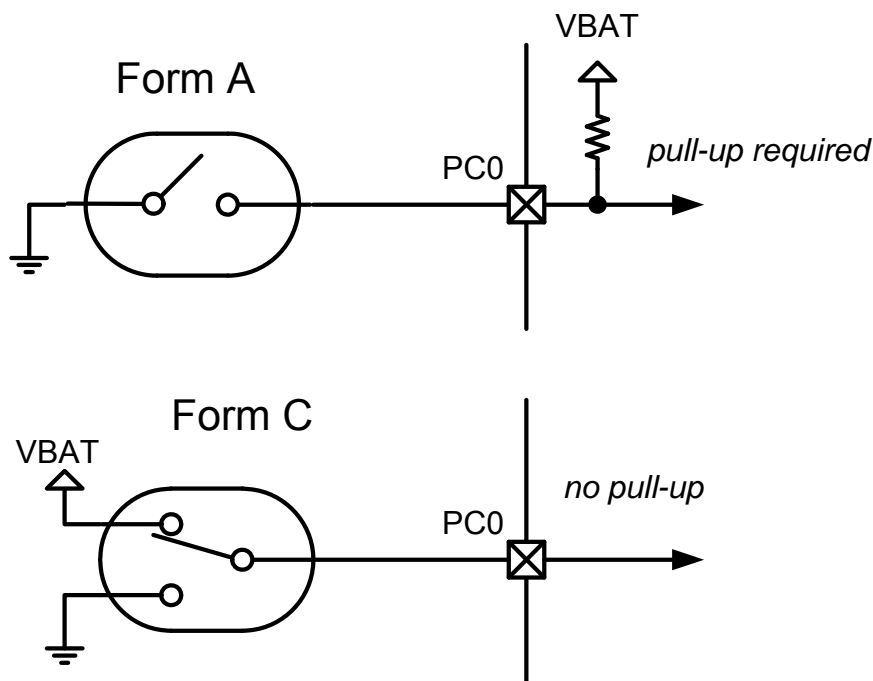 VBAT
Form A
PC0
pull-up required
Form C
VBAT
PC0
no pull-up